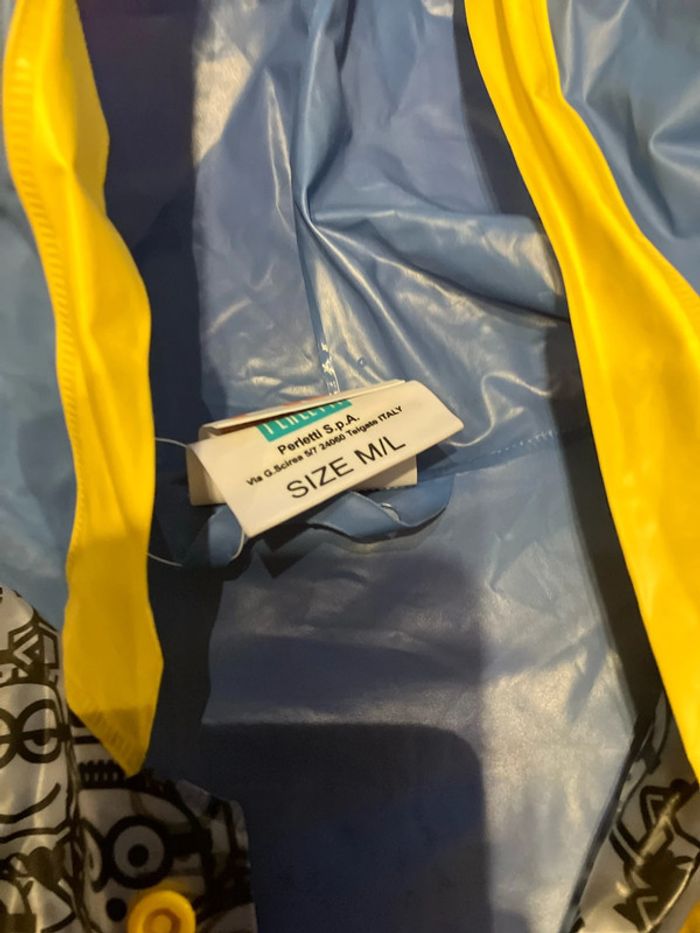 Perletti S.p.A.
Via G.Scirea 5/7 24060 Telgate ITALY
SIZE M/L